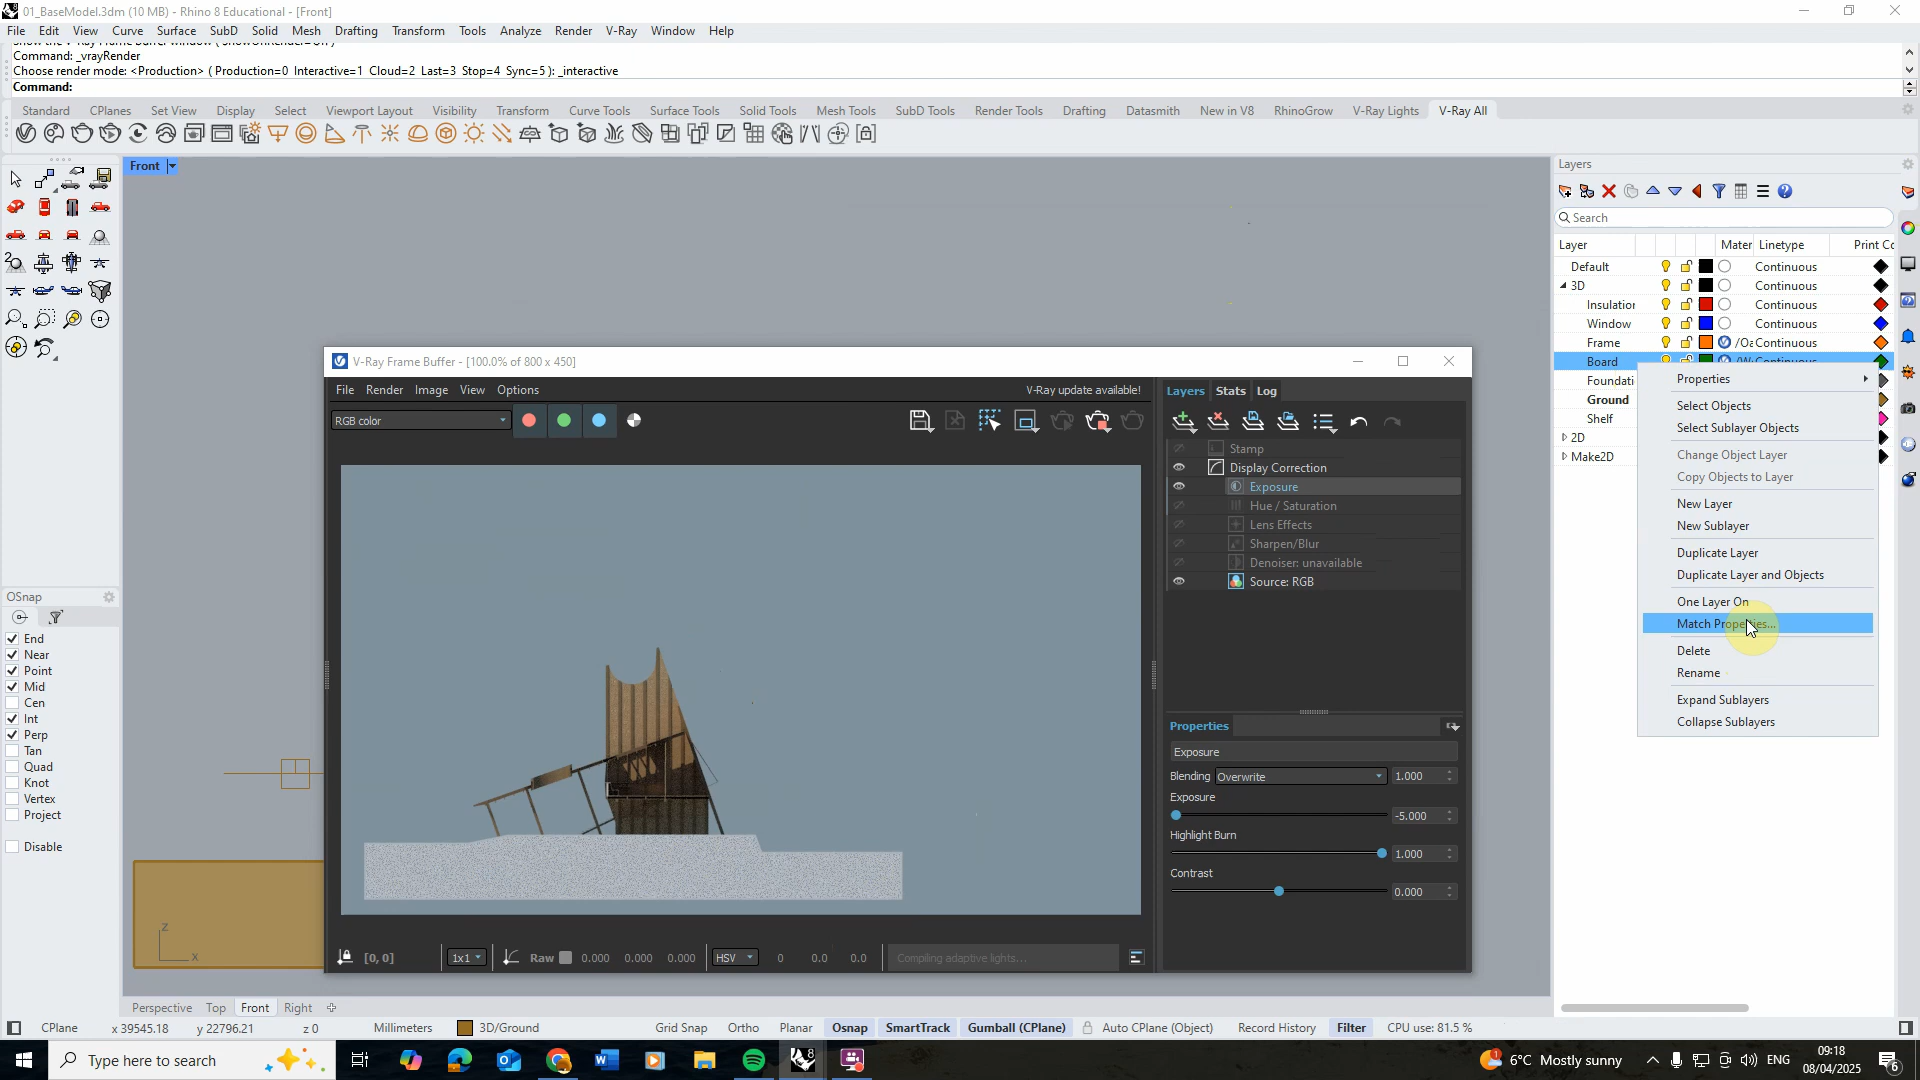 01_BaseModel.3dm (10 MB) - Rhino 8 Educational - [Front]
File Edit View Curve Surface SubD Solid Mesh Drafting Transform Tools Analyze Render V-Ray Window Help
Command: _vrayRender
Choose render mode: <Production> ( Production=0 Interactive=1 Cloud=2 Last=3 Stop=4 Sync=5 ): _interactive
Command:
Standard CPlanes Set View Display Select Viewport Layout Visibility Transform Curve Tools Surface Tools Solid Tools Mesh Tools SubD Tools Render Tools Drafting Datasmith New in V8 RhinoGrow V-Ray Lights V-Ray All
Front
Layers
Search
Layer Mater Linetype Print Co
Default Continuous
3D Continuous
Insulation Continuous
Window Continuous
Frame /Oa Continuous
Board
Foundati
Ground
Shelf
2D
Make2D
Properties
Select Objects
Select Sublayer Objects
Change Object Layer
Copy Objects to Layer
New Layer
New Sublayer
Duplicate Layer
Duplicate Layer and Objects
One Layer On
Match Properties...
Delete
Rename
Expand Sublayers
Collapse Sublayers
V-Ray Frame Buffer - [100.0% of 800 x 450]
File Render Image View Options V-Ray update available!
RGB color
Layers Stats Log
Stamp
Display Correction
Exposure
Hue / Saturation
Lens Effects
Sharpen/Blur
Denoiser: unavailable
Source: RGB
Properties
Exposure
Blending Overwrite 1.000
Exposure
-5.000
Highlight Burn
1.000
Contrast
0.000
[0, 0] 1x1 Raw 0.000 0.000 0.000 HSV 0 0.0 0.0 Compiling adaptive lights...
OSnap
End
Near
Point
Mid
Cen
Int
Perp
Tan
Quad
Knot
Vertex
Project
Disable
z
x
Perspective Top Front Right
CPlane x 39545.18 y 22796.21 z 0 Millimeters 3D/Ground Grid Snap Ortho Planar Osnap SmartTrack Gumball (CPlane) Auto CPlane (Object) Record History Filter CPU use: 81.5 %
Type here to search
6°C Mostly sunny ENG
09:18
08/04/2025
6